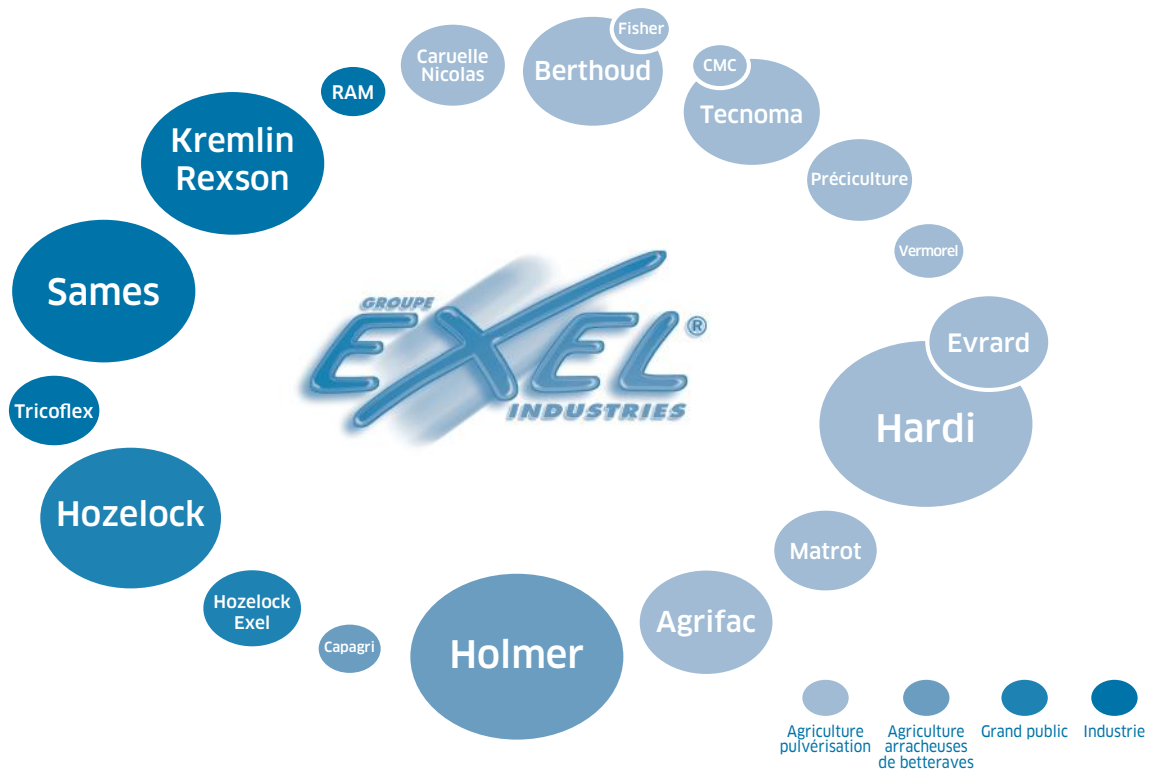 Fisher
Caruelle
Nicolas
Berthoud
CMC
RAM
Tecnoma
Kremlin
Rexson
Préciculture
Vermorel
Sames
GROUPE
EXEL®
INDUSTRIES
Evrard
Tricoflex
Hardi
Hozelock
Matrot
Hozelock
Exel
Agrifac
Capagri
Holmer
Agriculture
pulvérisation
Agriculture
arracheuses
de betteraves
Grand public
Industrie